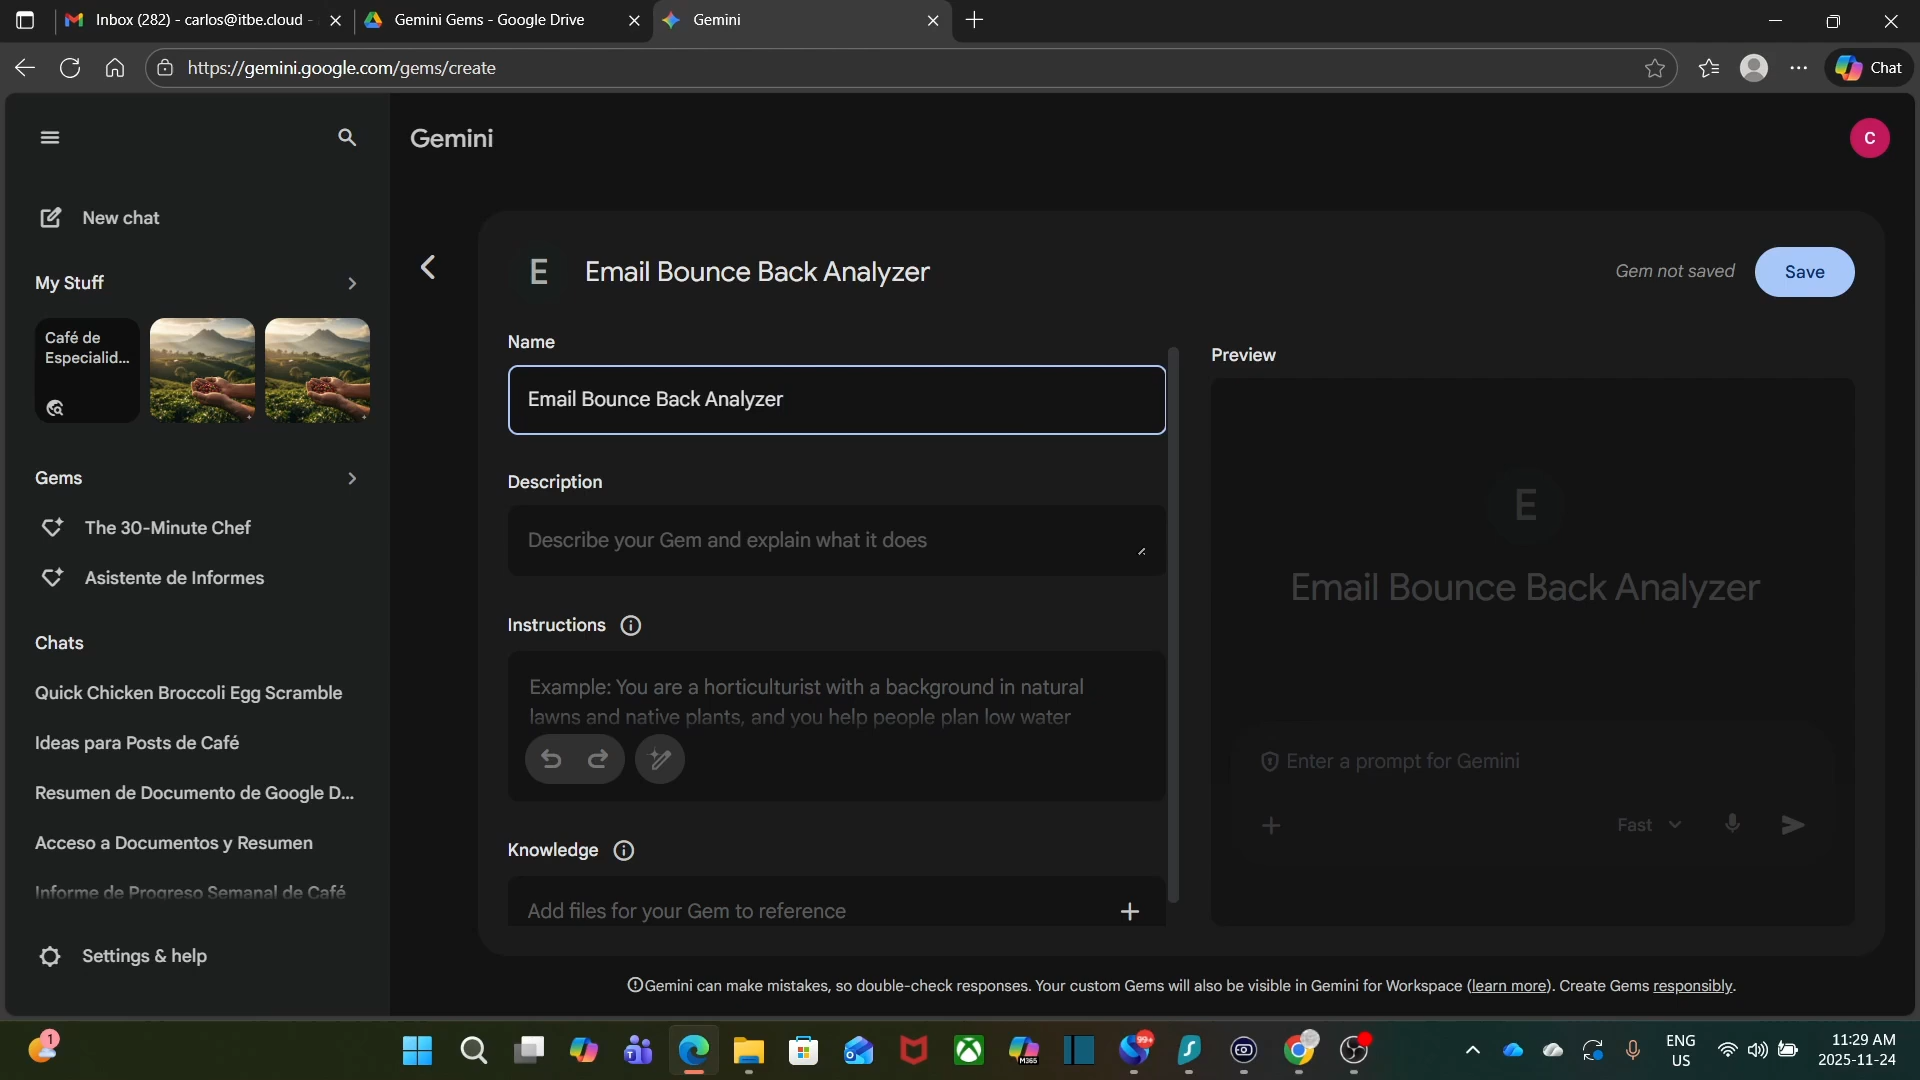 Inbox (282) - carlos@itbe.cloud -
Gemini Gems - Google Drive
Gemini
https://gemini.google.com/gems/create
Chat
Gemini
C
New chat
My Stuff
Café de
Especialid...
Gems
The 30-Minute Chef
Asistente de Informes
Chats
Quick Chicken Broccoli Egg Scramble
Ideas para Posts de Café
Resumen de Documento de Google D...
Acceso a Documentos y Resumen
Informe de Progreso Semanal de Café
Settings & help
E
Email Bounce Back Analyzer
Gem not saved
Save
Name
Email Bounce Back Analyzer
Description
Describe your Gem and explain what it does
Instructions
Example: You are a horticulturist with a background in natural
lawns and native plants, and you help people plan low water
Knowledge
Add files for your Gem to reference
Preview
E
Email Bounce Back Analyzer
Enter a prompt for Gemini
Fast
Gemini can make mistakes, so double-check responses. Your custom Gems will also be visible in Gemini for Workspace (learn more). Create Gems responsibly.
1
M365
99+
ENG
US
11:29 AM
2025-11-24